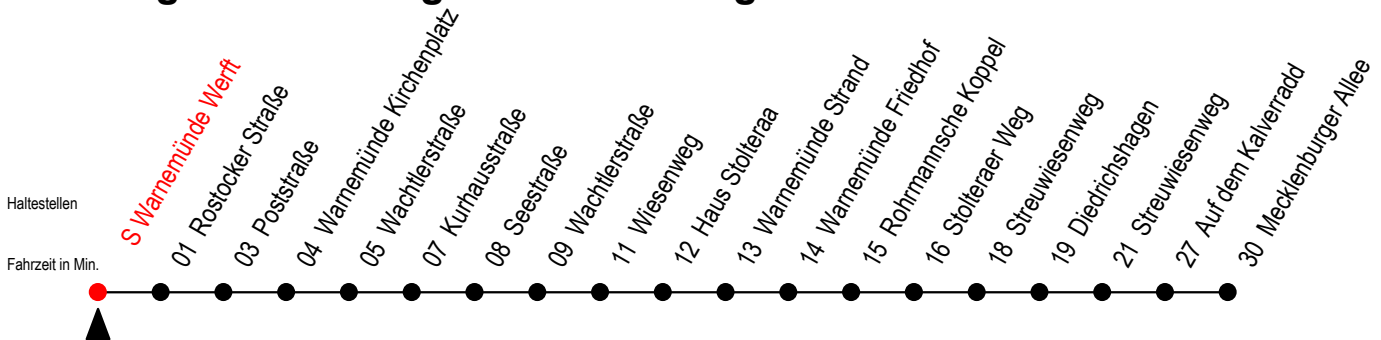 S Warnemünde Werft
01 Rostocker Straße
03 Poststraße
04 Warnemünde Kirchenplatz
05 Wachtlerstraße
07 Kurhausstraße
08 Seestraße
09 Wachtlerstraße
11 Wiesenweg
12 Haus Stolteraa
13 Warnemünde Strand
14 Warnemünde Friedhof
15 Rohrmannsche Koppel
16 Stolteraer Weg
18 Streuwiesenweg
19 Diedrichshagen
21 Streuwiesenweg
27 Auf dem Kalverradd
30 Mecklenburger Allee
Haltestellen
Fahrzeit in Min.